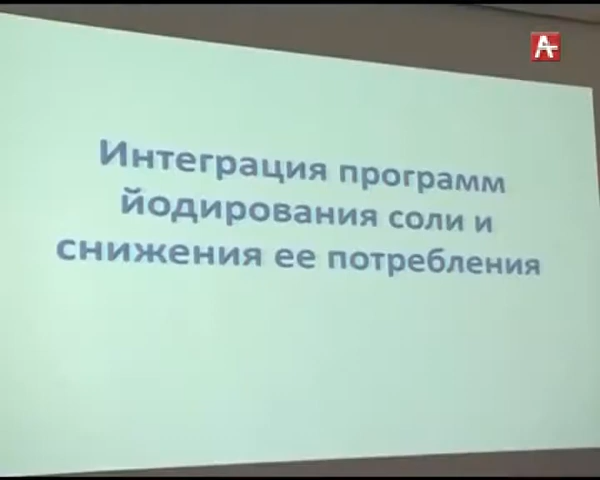 Интеграция программ
йодирования соли и
снижения ее потребления
А